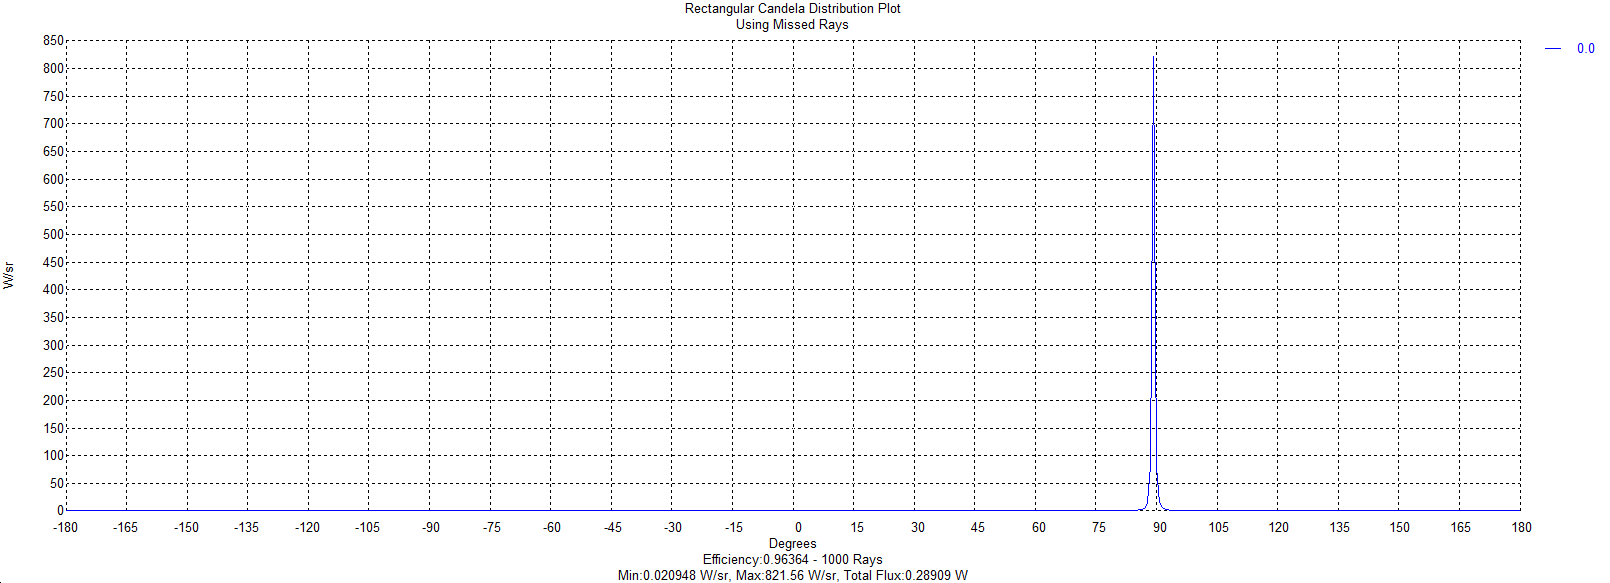 Rectangular Candela Distribution Plot
Using Missed Rays
850
800
750
700
650
600
550
500
450
400
350
300
250
200
150
100
50
0
W/sr
0.0
-180 -165 -150 -135 -120 -105 -90 -75 -60 -45 -30 -15 0 15 30 45 60 75 90 105 120 135 150 165 180
Degrees
Efficiency:0.96364 - 1000 Rays
Min:0.020948 W/sr, Max:821.56 W/sr, Total Flux:0.28909 W